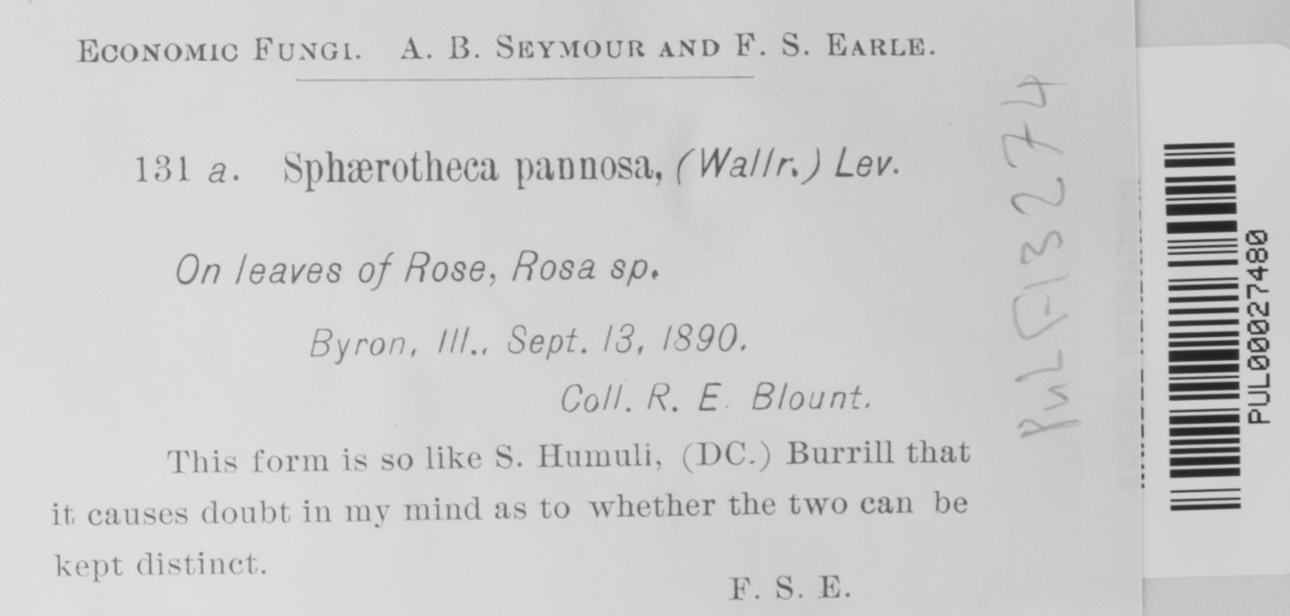 ECONOMIC FUNGI. A. B. SEYMOUR AND F. S. EARLE.
131 a. Sphærotheca pannosa, (Wallr.) Lev.
On leaves of Rose, Rosa sp.
Byron, Ill., Sept. 13, 1890.
Coll. R. E. Blount.
This form is so like S. Humuli, (DC.) Burrill that
it causes doubt in my mind as to whether the two can be
kept distinct.
F. S. E.
PUL F13274
PUL00027480